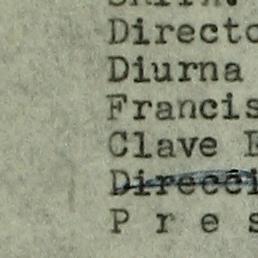 Directo
Diurna
Francis
Clave E
Direcci
P r e s